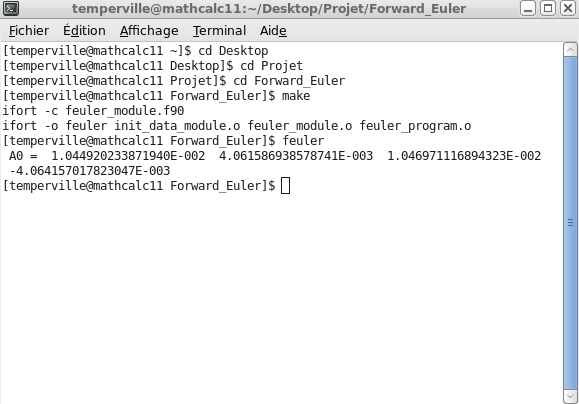 temperville@mathcalc11:~/Desktop/Projet/Forward_Euler
Fichier Édition Affichage Terminal Aide
[temperville@mathcalc11 ~]$ cd Desktop
[temperville@mathcalc11 Desktop]$ cd Projet
[temperville@mathcalc11 Projet]$ cd Forward_Euler
[temperville@mathcalc11 Forward_Euler]$ make
ifort -c feuler_module.f90
ifort -o feuler init_data_module.o feuler_module.o feuler_program.o
[temperville@mathcalc11 Forward_Euler]$ feuler
A0 = 1.044920233871940E-002 4.061586938578741E-003 1.046971116894323E-002
-4.064157017823047E-003
[temperville@mathcalc11 Forward_Euler]$